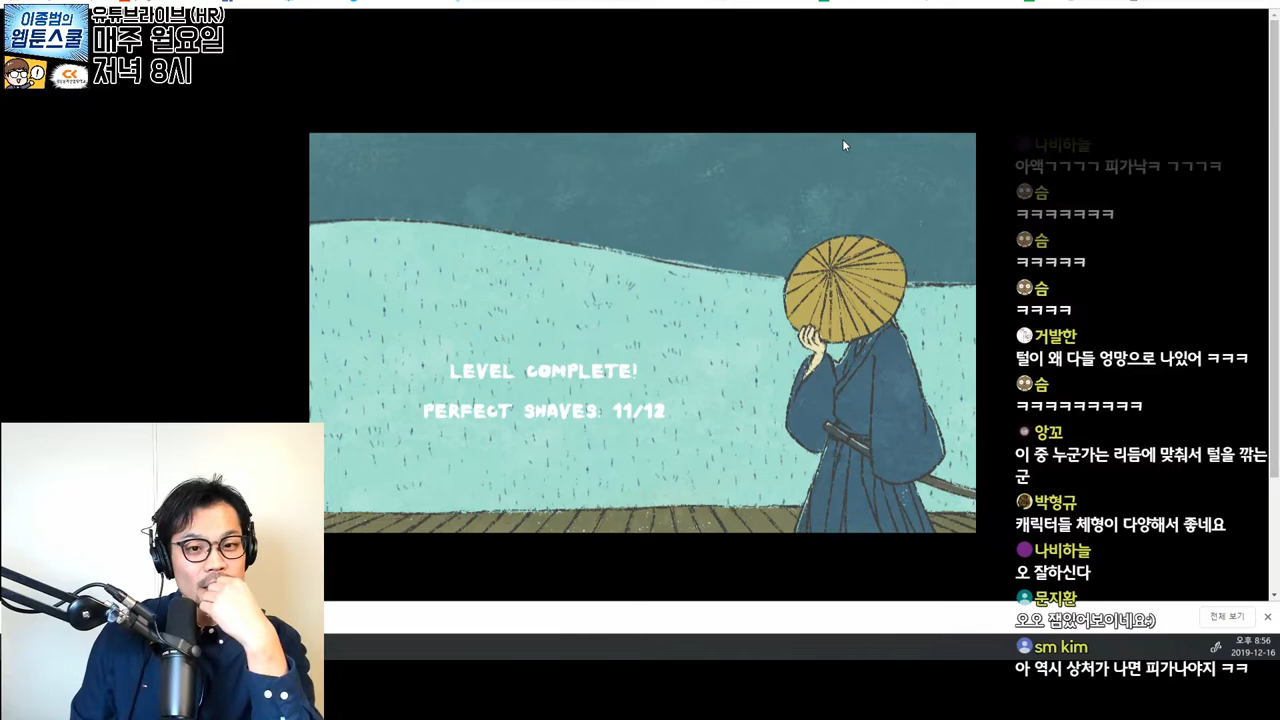 이종범의
웹툰스쿨
유튜브라이브 (HR)
매주 월요일
저녁 8시
LEVEL COMPLETE!
PERFECT SHAVES: 11/12
나비하늘
아액ㄱㄱㄱㄱ 피가낙ㅋ ㄱㄱㄱㅋ
슴
ㅋㅋㅋㅋㅋㅋㅋ
슴
ㅋㅋㅋㅋㅋ
슴
ㅋㅋㅋㅋ
거발한
털이 왜 다들 엉망으로 나있어 ㅋㅋㅋ
슴
ㅋㅋㅋㅋㅋㅋㅋㅋㅋ
앙꼬
이 중 누군가는 리듬에 맞춰서 털을 깎는
군
박형규
캐릭터들 체형이 다양해서 좋네요
나비하늘
오 잘하신다
문지환
오오 잼있어보이네요:)
sm kim
아 역시 상처가 나면 피가나야지 ㅋㅋ
전체 보기
오후 8:56
2019-12-16